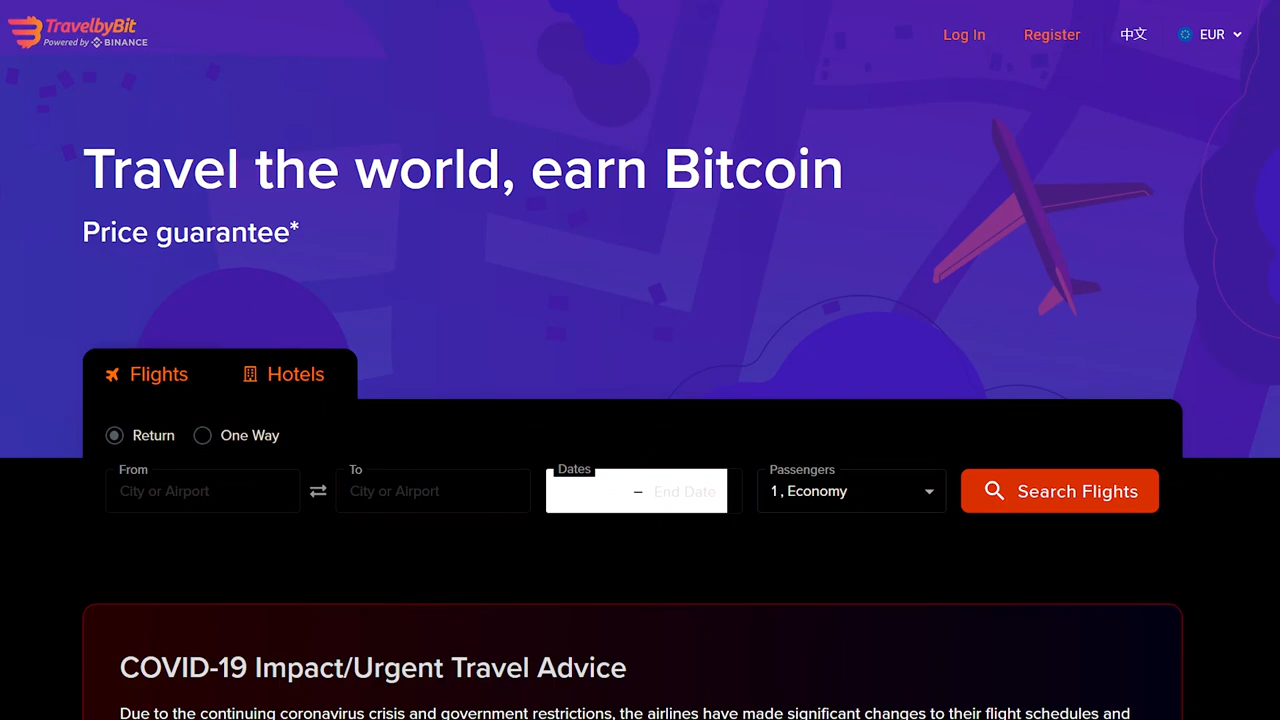 TravelbyBit
Powered by BINANCE
Log In
Register
中文
EUR
Travel the world, earn Bitcoin
Price guarantee*
Flights
Hotels
Return
One Way
From
City or Airport
To
City or Airport
Dates
– End Date
Passengers
1, Economy
Search Flights
COVID-19 Impact/Urgent Travel Advice
Due to the continuing coronavirus crisis and government restrictions, the airlines have made significant changes to their flight schedules and